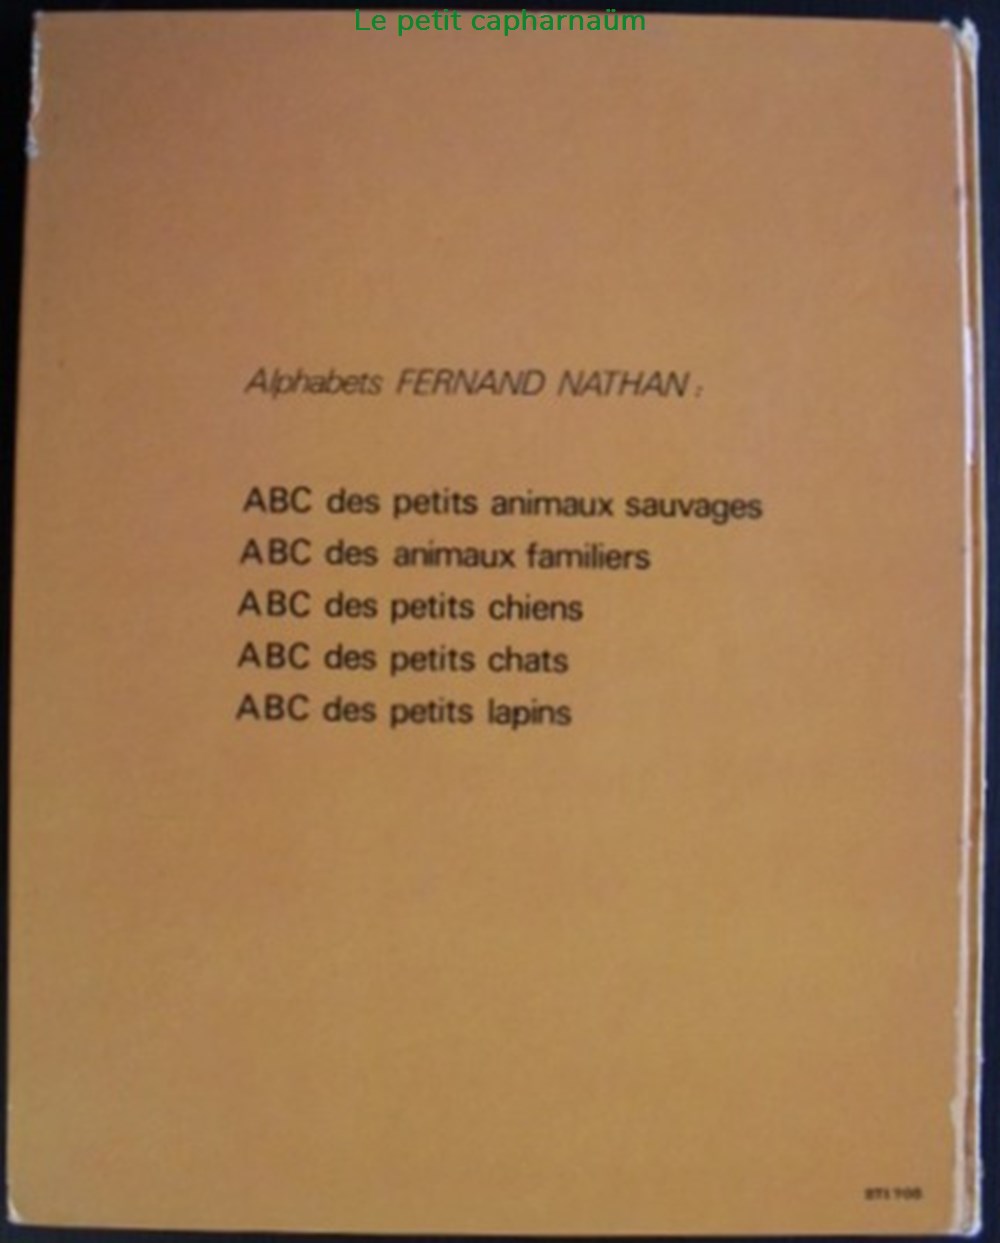 Le petit capharnaüm
Alphabets FERNAND NATHAN :
ABC des petits animaux sauvages
ABC des animaux familiers
ABC des petits chiens
ABC des petits chats
ABC des petits lapins